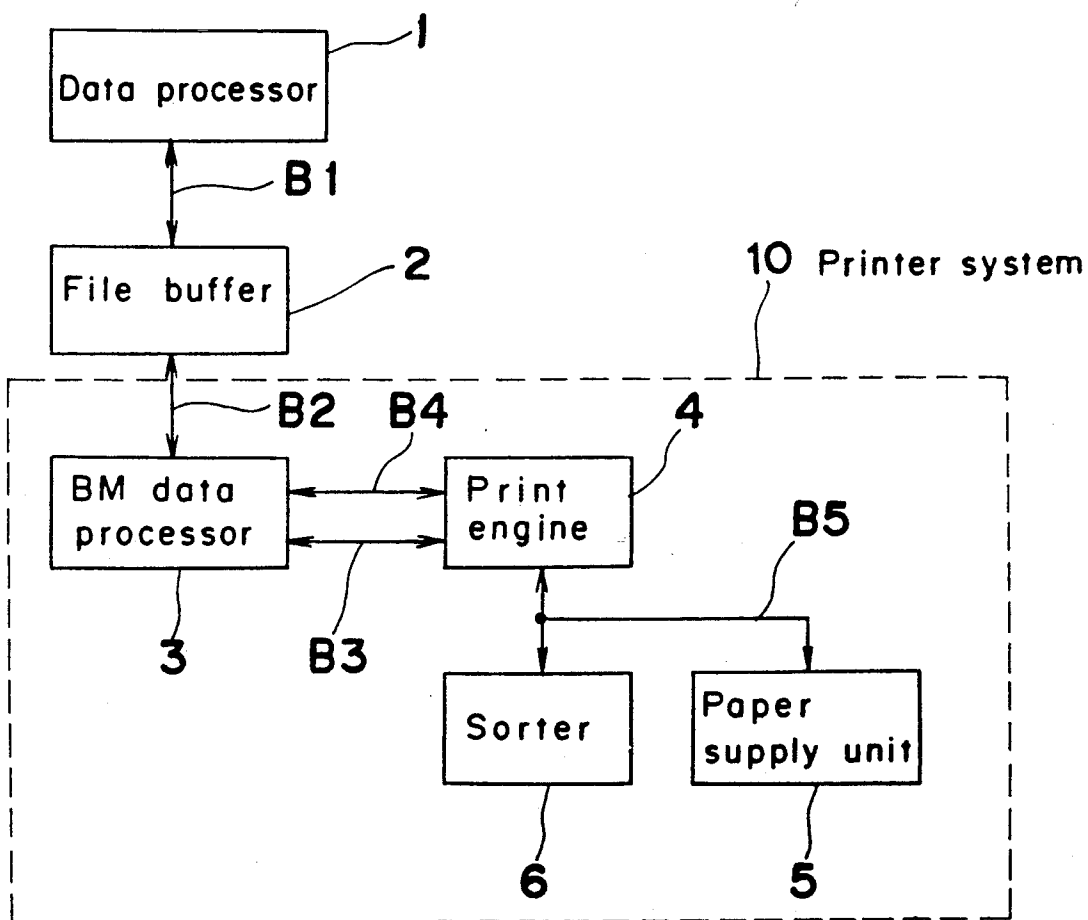 1
Data processor
B1
2
File buffer
10 Printer system
B2
B4
4
BM data
processor
Print
engine
B5
3
B3
Sorter
Paper
supply unit
6
5